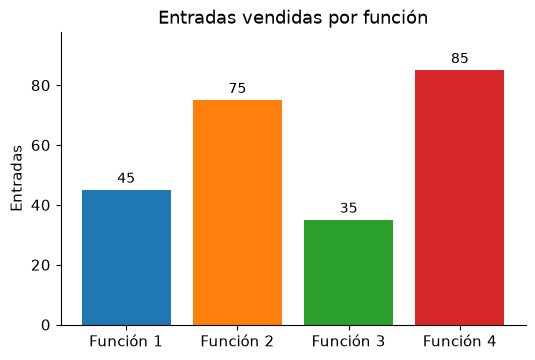 Entradas vendidas por función
Entradas
80
60
40
20
0
45
75
35
85
Función 1
Función 2
Función 3
Función 4